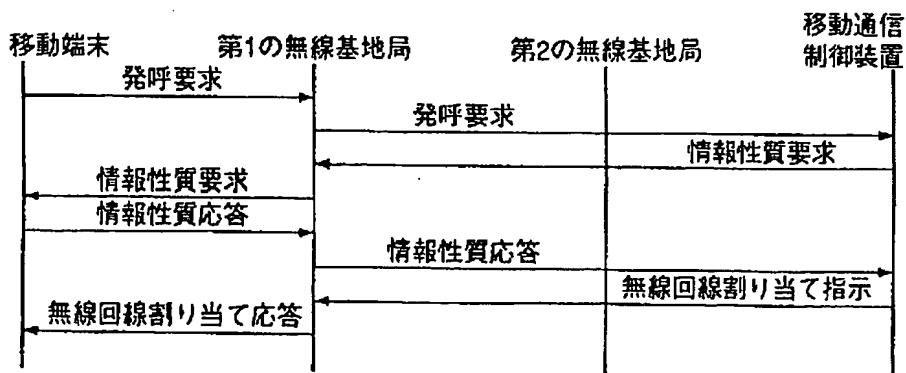 移動端末
第1の無線基地局
第2の無線基地局
移動通信
制御装置
発呼要求
発呼要求
情報性質要求
情報性質要求
情報性質応答
情報性質応答
無線回線割り当て指示
無線回線割り当て応答